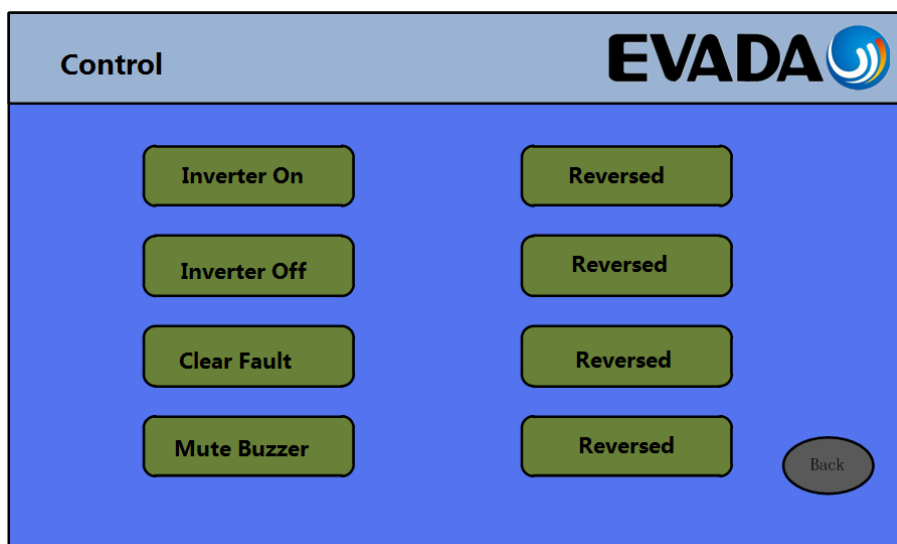 Control
EVADA
Inverter On
Reversed
Inverter Off
Reversed
Clear Fault
Reversed
Mute Buzzer
Reversed
Back